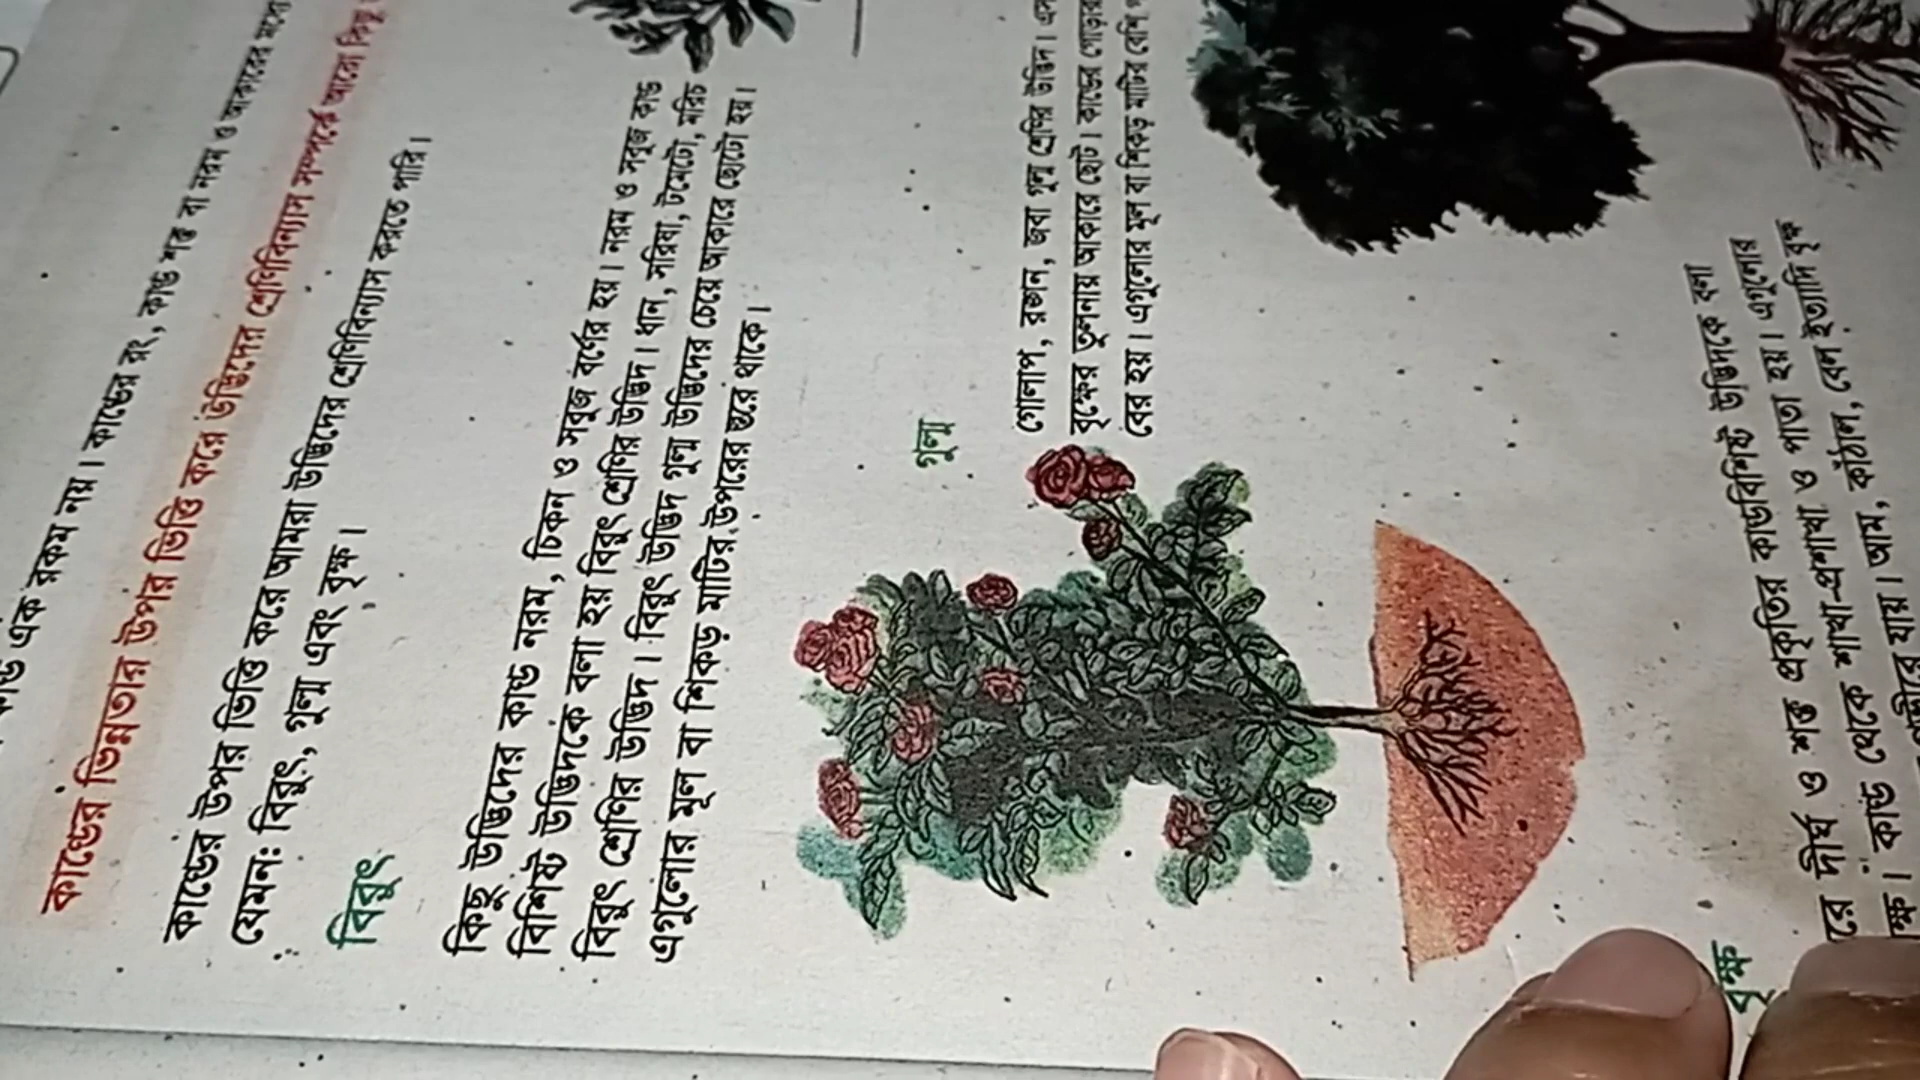 কান্ড এক রকম নয়। কান্ডের রং, কান্ড শক্ত বা নরম ও আকারের মধ্যে
কান্ডের ভিন্নতার উপর ভিত্তি করে উদ্ভিদের শ্রেণিবিন্যাস সম্পর্কে আরো কিছু
কান্ডের উপর ভিত্তি করে আমরা উদ্ভিদের শ্রেণিবিন্যাস করতে পারি।
যেমন: বিরুৎ, গুল্ম এবং বৃক্ষ।
বিরুৎ
কিছু উদ্ভিদের কান্ড নরম, চিকন ও সবুজ বর্ণের হয়। নরম ও সবুজ কান্ড
বিশিষ্ট উদ্ভিদকে বলা হয় বিরুৎ শ্রেণির উদ্ভিদ। ধান, সরিষা, টমেটো, মরিচ
বিরুৎ শ্রেণির উদ্ভিদ। বিরুৎ উদ্ভিদ গুল্ম উদ্ভিদের চেয়ে আকারে ছোটো হয়।
এগুলোর মূল বা শিকড় মাটির উপরের স্তরে থাকে।
গুল্ম
গোলাপ, রঙ্গন, জবা গুল্ম শ্রেণির উদ্ভিদ।
বৃক্ষের তুলনায় আকারে ছোট। কান্ডের গোড়ার
বের হয়। এগুলোর মূল বা শিকড় মাটির বেশি
বৃক্ষ
দীর্ঘ ও শক্ত প্রকৃতির কান্ডবিশিষ্ট উদ্ভিদকে বলা
কান্ড থেকে শাখা-প্রশাখা ও পাতা হয়। এগুলোর
গভীরে যায়। আম, কাঁঠাল, বেল ইত্যাদি বৃক্ষ